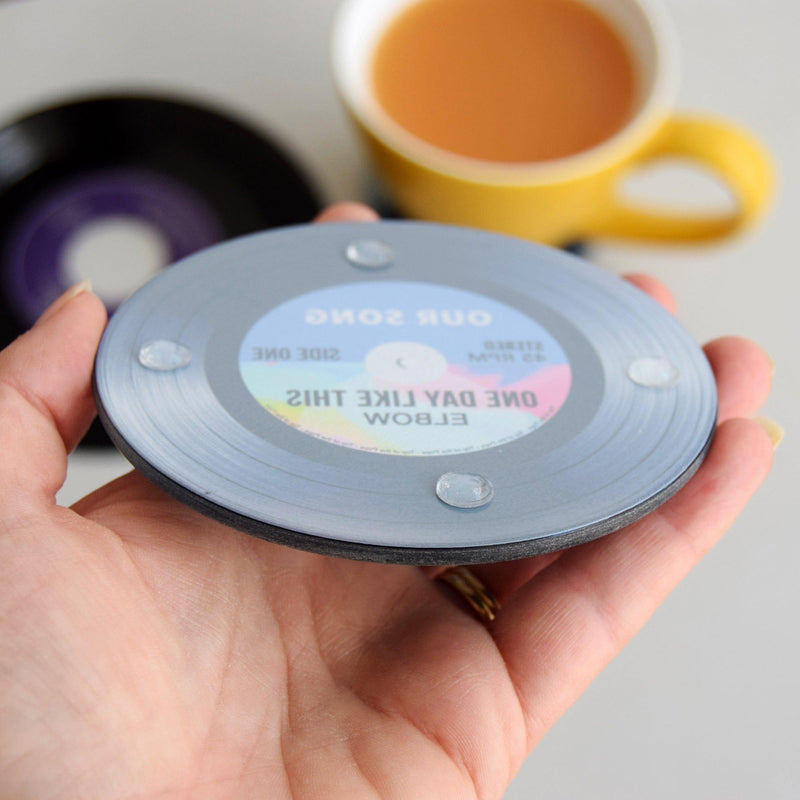 OUR SONG
SIDE ONE
STEREO
45 RPM
ONE DAY LIKE THIS
ELBOW